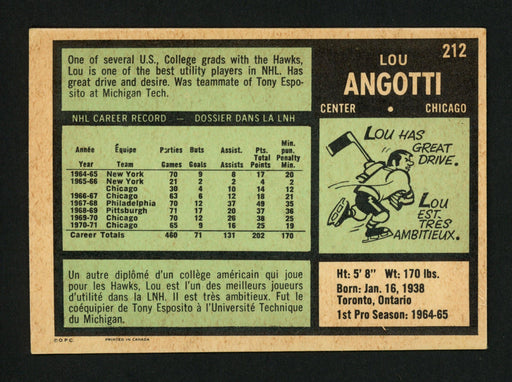 One of several U.S., College grads with the Hawks,
Lou is one of the best utility players in NHL. Has
great drive and desire. Was teammate of Tony Espo-
sito at Michigan Tech.
212
LOU
ANGOTTI
CENTER • CHICAGO
NHL CAREER RECORD — DOSSIER DANS LA NHL
Année Équipe Parties Buts Assist. Pts. Min. pun.
Year Team Games Goals Assists Total Points Penalty Min.
1964-65 New York 70 9 8 17 20
1965-66 New York 21 2 2 4 2
Chicago 30 4 10 14 12
1966-67 Chicago 63 6 12 18 21
1967-68 Philadelphia 70 12 37 49 35
1968-69 Pittsburgh 71 17 20 37 36
1969-70 Chicago 70 12 26 38 25
1970-71 Chicago 65 9 16 25 19
Career Totals 460 71 131 202 170
LOU HAS
GREAT
DRIVE.
LOU
EST
TRÈS
AMBITIEUX.
Un autre diplômé d'un collège américain qui joue
pour les Hawks, Lou est l'un des meilleurs joueurs
d'utilité dans la LNH. Il est très ambitieux. Fut le
coéquipier de Tony Esposito à l'Université Technique
du Michigan.
Ht: 5' 8" Wt: 170 lbs.
Born: Jan. 16, 1938
Toronto, Ontario
1st Pro Season: 1964-65
© O.P.C. PRINTED IN CANADA